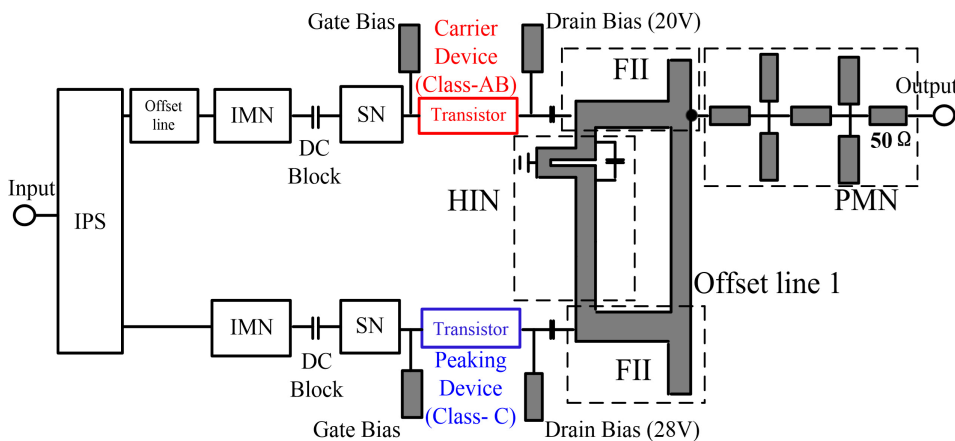 Gate Bias
Carrier
Device
(Class-AB)
Drain Bias (20V)
FII
Output
Offset
line
IMN
SN
Transistor
DC
Block
50 Ω
PMN
HIN
Input
IPS
Offset line 1
IMN
SN
Transistor
DC
Block
Peaking
Device
(Class- C)
FII
Gate Bias
Drain Bias (28V)